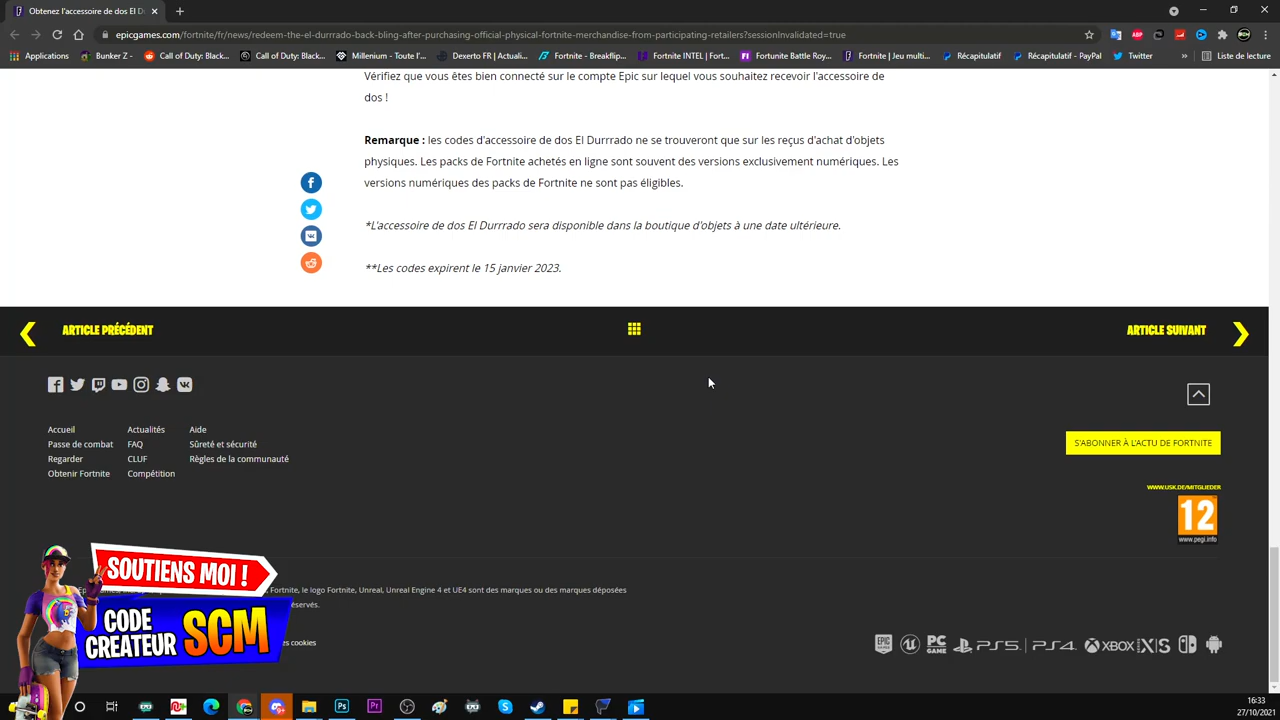 Obtenez l'accessoire de dos El D
epicgames.com/fortnite/fr/news/redeem-the-el-durrrado-back-bling-after-purchasing-official-physical-fortnite-merchandise-from-participating-retailers?sessionInvalidated=true
Applications
Bunker Z -
Call of Duty: Black...
Call of Duty: Black...
Millenium - Toute l...
Dexerto Français |...
Fortnite - Breakflip...
Fortnite INTEL | Fort...
Fortunite Battle Roy...
Fortnite | Jeu multi...
Récapitulatif
Récapitulatif - PayPal
Twitter
»
Liste de lecture
Vérifiez que vous êtes bien connecté sur le compte Epic sur lequel vous souhaitez recevoir l'accessoire de
dos !
Remarque : les codes d'accessoire de dos El Durrrado ne se trouveront que sur les reçus d'achat d'objets
physiques. Les packs de Fortnite achetés en ligne sont souvent des versions exclusivement numériques. Les
versions numériques des packs de Fortnite ne sont pas éligibles.
*L'accessoire de dos El Durrrado sera disponible dans la boutique d'objets à une date ultérieure.
**Les codes expirent le 15 janvier 2023.
ARTICLE PRÉCÉDENT
ARTICLE SUIVANT
Accueil
Actualités
Aide
Passe de combat
FAQ
Sûreté et sécurité
Regarder
CLUF
Règles de la communauté
Obtenir Fortnite
Compétition
S'ABONNER À L'ACTU DE FORTNITE
WWW.USK.DE/MITGLIEDER
12
www.pegi.info
SOUTIENS MOI !
CODE
CREATEUR SCM
Fortnite, le logo Fortnite, Unreal, Unreal Engine 4 et UE4 sont des marques ou des marques déposées
servés.
es cookies
EPIC GAMES
PC GAME
PS5
PS4
XBOX
X|S
16:33
27/10/2021